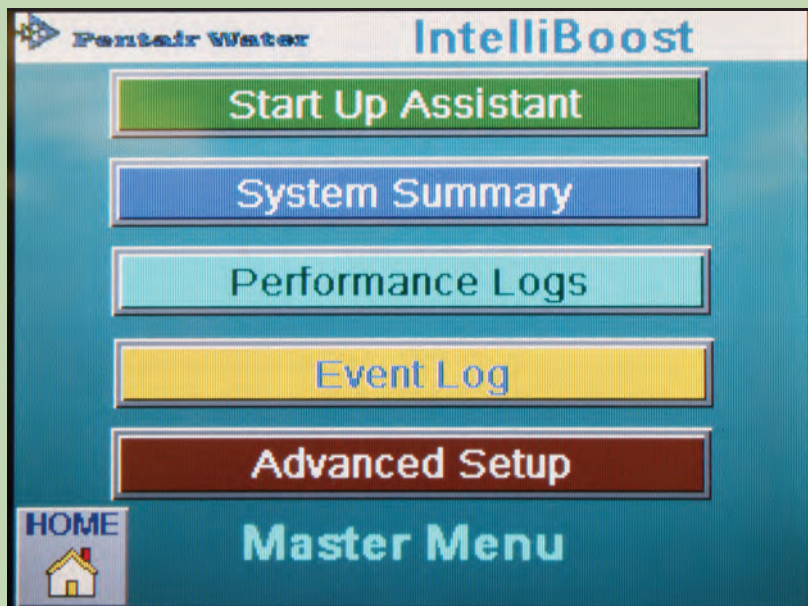 Pentair Water IntelliBoost
Start Up Assistant
System Summary
Performance Logs
Event Log
Advanced Setup
HOME
Master Menu